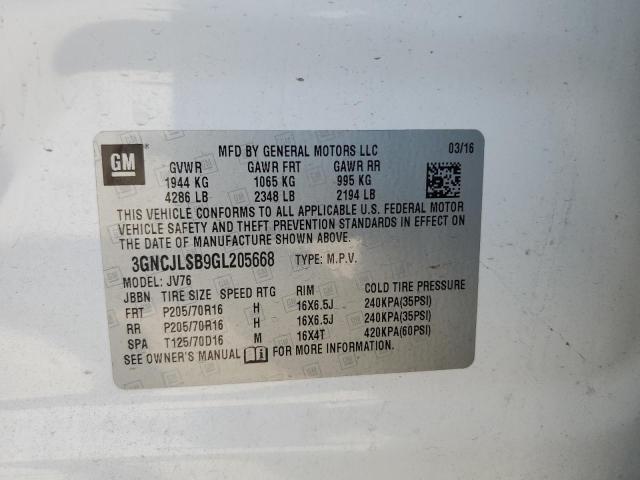 GM
MFD BY GENERAL MOTORS LLC 03/16
GVWR GAWR FRT GAWR RR
1944 KG 1065 KG 995 KG
4286 LB 2348 LB 2194 LB
THIS VEHICLE CONFORMS TO ALL APPLICABLE U.S. FEDERAL MOTOR
VEHICLE SAFETY AND THEFT PREVENTION STANDARDS IN EFFECT ON
THE DATE OF MANUFACTURE SHOWN ABOVE.
3GNCJLSB9GL205668 TYPE: M.P.V.
MODEL: JV76
JBBN TIRE SIZE SPEED RTG RIM COLD TIRE PRESSURE
FRT P205/70R16 H 16X6.5J 240KPA(35PSI)
RR P205/70R16 H 16X6.5J 240KPA(35PSI)
SPA T125/70D16 M 16X4T 420KPA(60PSI)
SEE OWNER'S MANUAL FOR MORE INFORMATION.